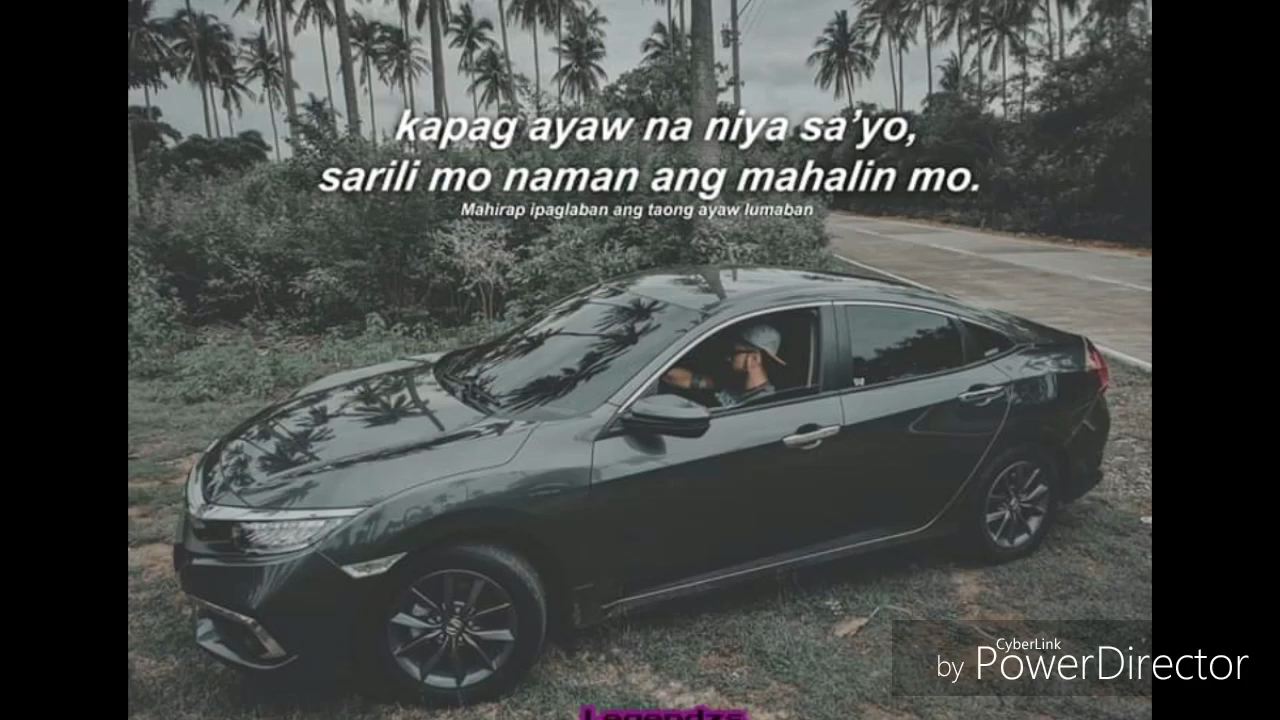 kapag ayaw na niya sa'yo,
sarili mo naman ang mahalin mo.
Mahirap ipaglaban ang taong ayaw lumaban
CyberLink
by PowerDirector
Legendzs